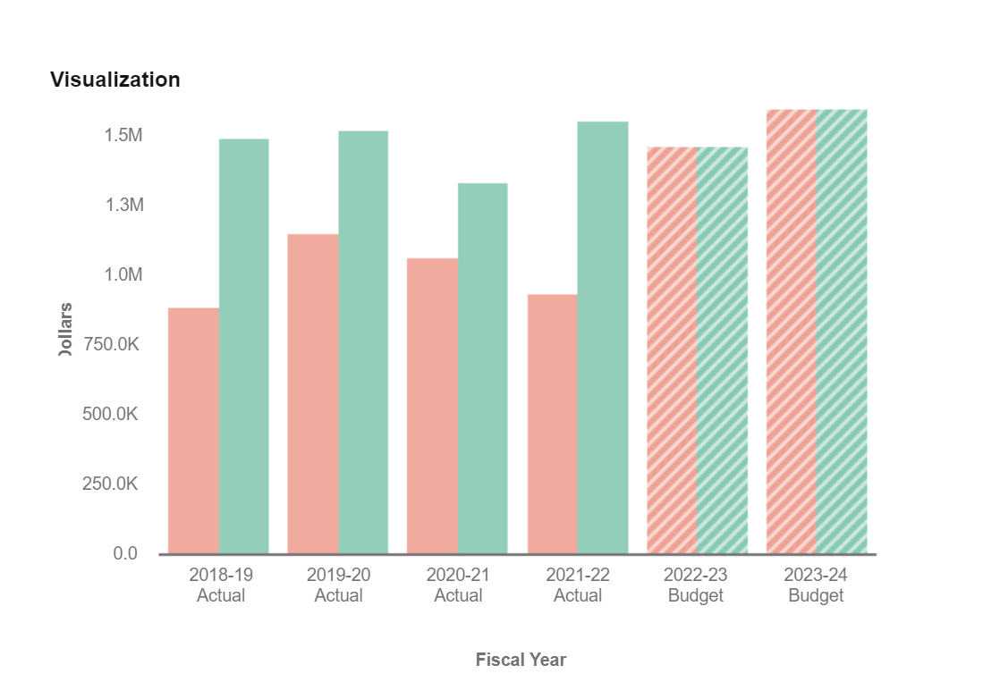 Visualization
1.5M
1.3M
1.0M
750.0K
500.0K
250.0K
0.0
Dollars
2018-19 2019-20 2020-21 2021-22 2022-23 2023-24
Actual Actual Actual Actual Budget Budget
Fiscal Year